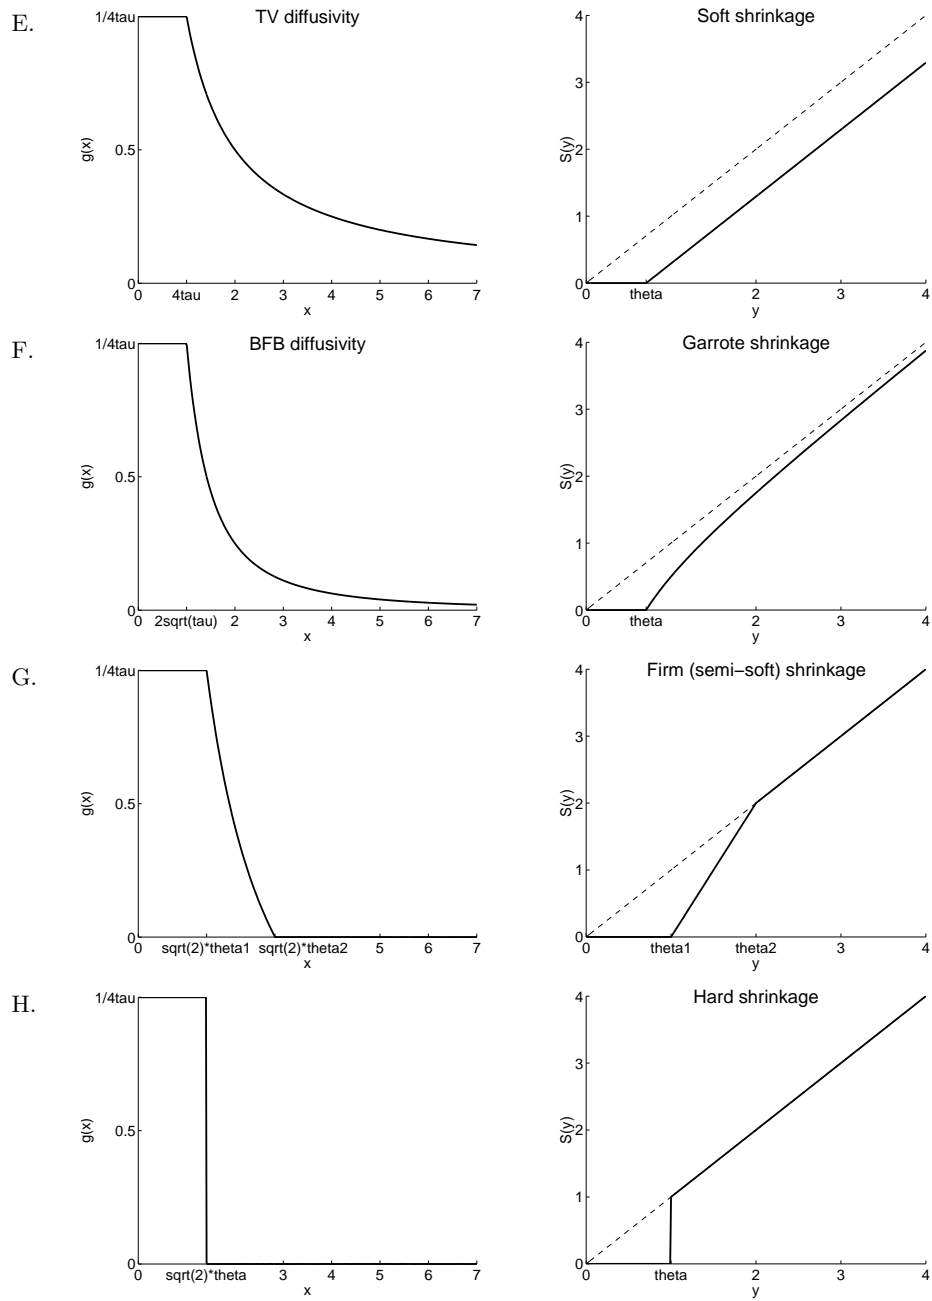 E.
TV diffusivity
1/4tau
0.5
0
g(x)
0 4tau 2 3 4 5 6 7
x
Soft shrinkage
4
3
2
1
0
S(y)
0 theta 2 3 4
y
F.
BFB diffusivity
1/4tau
0.5
0
g(x)
0 2sqrt(tau) 2 3 4 5 6 7
x
Garrote shrinkage
4
3
2
1
0
S(y)
0 theta 2 3 4
y
G.
1/4tau
0.5
0
g(x)
0 sqrt(2)*theta1 sqrt(2)*theta2 4 5 6 7
x
Firm (semi−soft) shrinkage
4
3
2
1
0
S(y)
0 theta1 theta2 3 4
y
H.
1/4tau
0.5
0
g(x)
0 sqrt(2)*theta 3 4 5 6 7
x
Hard shrinkage
4
3
2
1
0
S(y)
0 theta 2 3 4
y